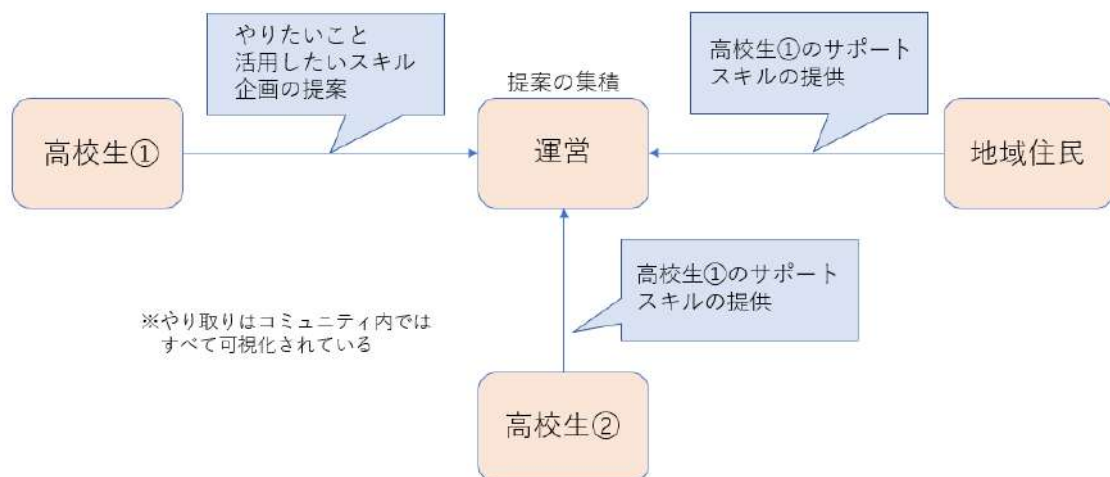 やりたいこと
活用したいスキル
企画の提案
提案の集積
高校生①のサポート
スキルの提供
高校生①
運営
地域住民
高校生①のサポート
スキルの提供
※やり取りはコミュニティ内では
すべて可視化されている
高校生②